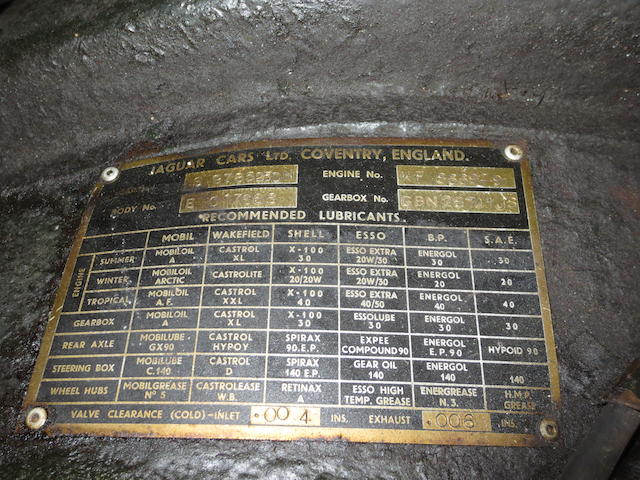 JAGUAR CARS LTD. COVENTRY, ENGLAND.
ENGINE No.
BODY No. GEARBOX No.
RECOMMENDED LUBRICANTS.
MOBIL WAKEFIELD SHELL ESSO B.P. S.A.E.
ENGINE
SUMMER MOBILOIL A CASTROL XL X-100 30 ESSO EXTRA 20W/30 ENERGOL 30 30
WINTER MOBILOIL ARCTIC CASTROLITE X-100 20/20W ESSO EXTRA 20W/30 ENERGOL 20 20
TROPICAL MOBILOIL A.F. CASTROL XXL X-100 40 ESSO EXTRA 40/50 ENERGOL 40 40
GEARBOX MOBILOIL A CASTROL XL X-100 30 ESSOLUBE 30 ENERGOL 30 30
REAR AXLE MOBILUBE GX90 CASTROL HYPOY SPIRAX 90.E.P. EXPEE COMPOUND 90 ENERGOL E.P.90 HYPOID 90
STEERING BOX MOBILUBE C.140 CASTROL D SPIRAX 140 E.P. GEAR OIL 140 ENERGOL 140 140
WHEEL HUBS MOBILGREASE Nº 5 CASTROLEASE W.B. RETINAX A ESSO HIGH TEMP. GREASE ENERGREASE N.3. H.M.P. GREASE
VALVE CLEARANCE (COLD)-INLET .004 INS. EXHAUST .006 INS.